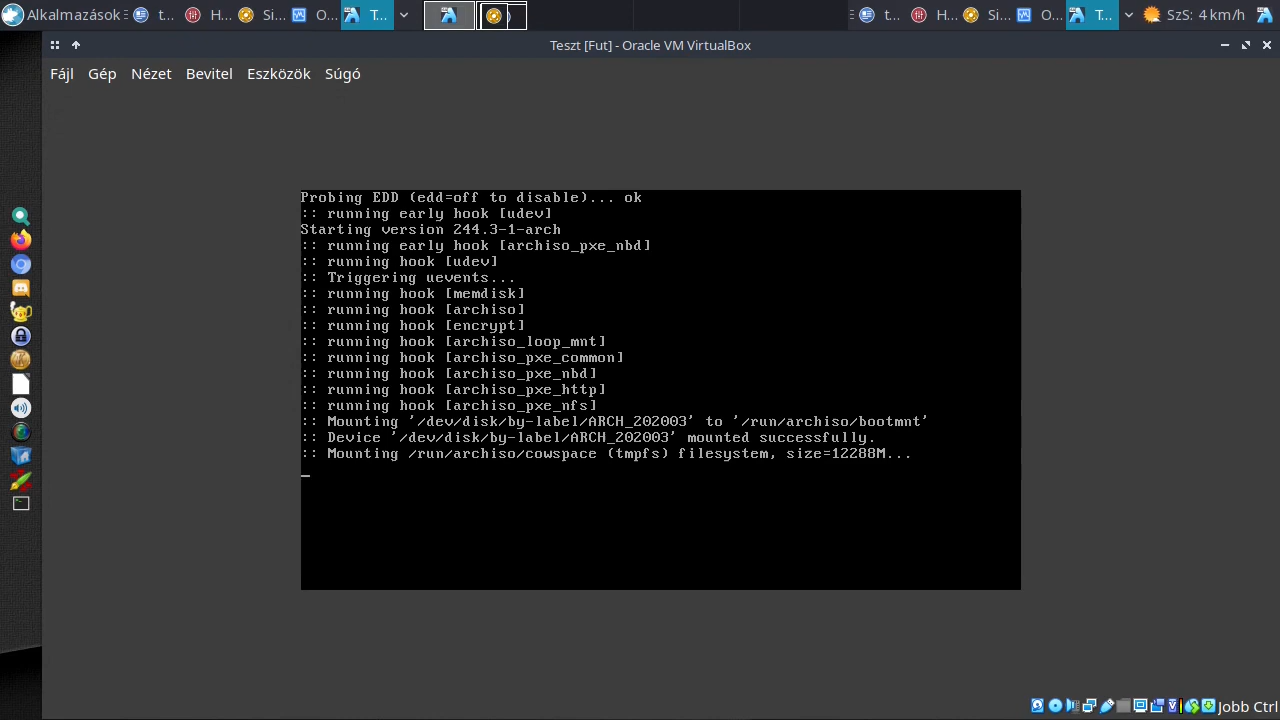 Alkalmazások t... H... Si... O... T... t... H... Si... O... T... SzS: 4 km/h
Teszt [Fut] - Oracle VM VirtualBox
Fájl Gép Nézet Bevitel Eszközök Súgó
Probing EDD (edd=off to disable)... ok
:: running early hook [udev]
Starting version 244.3-1-arch
:: running early hook [archiso_pxe_nbd]
:: running hook [udev]
:: Triggering uevents...
:: running hook [memdisk]
:: running hook [archiso]
:: running hook [encrypt]
:: running hook [archiso_loop_mnt]
:: running hook [archiso_pxe_common]
:: running hook [archiso_pxe_nbd]
:: running hook [archiso_pxe_http]
:: running hook [archiso_pxe_nfs]
:: Mounting '/dev/disk/by-label/ARCH_202003' to '/run/archiso/bootmnt'
:: Device '/dev/disk/by-label/ARCH_202003' mounted successfully.
:: Mounting /run/archiso/cowspace (tmpfs) filesystem, size=12288M...
Jobb Ctrl